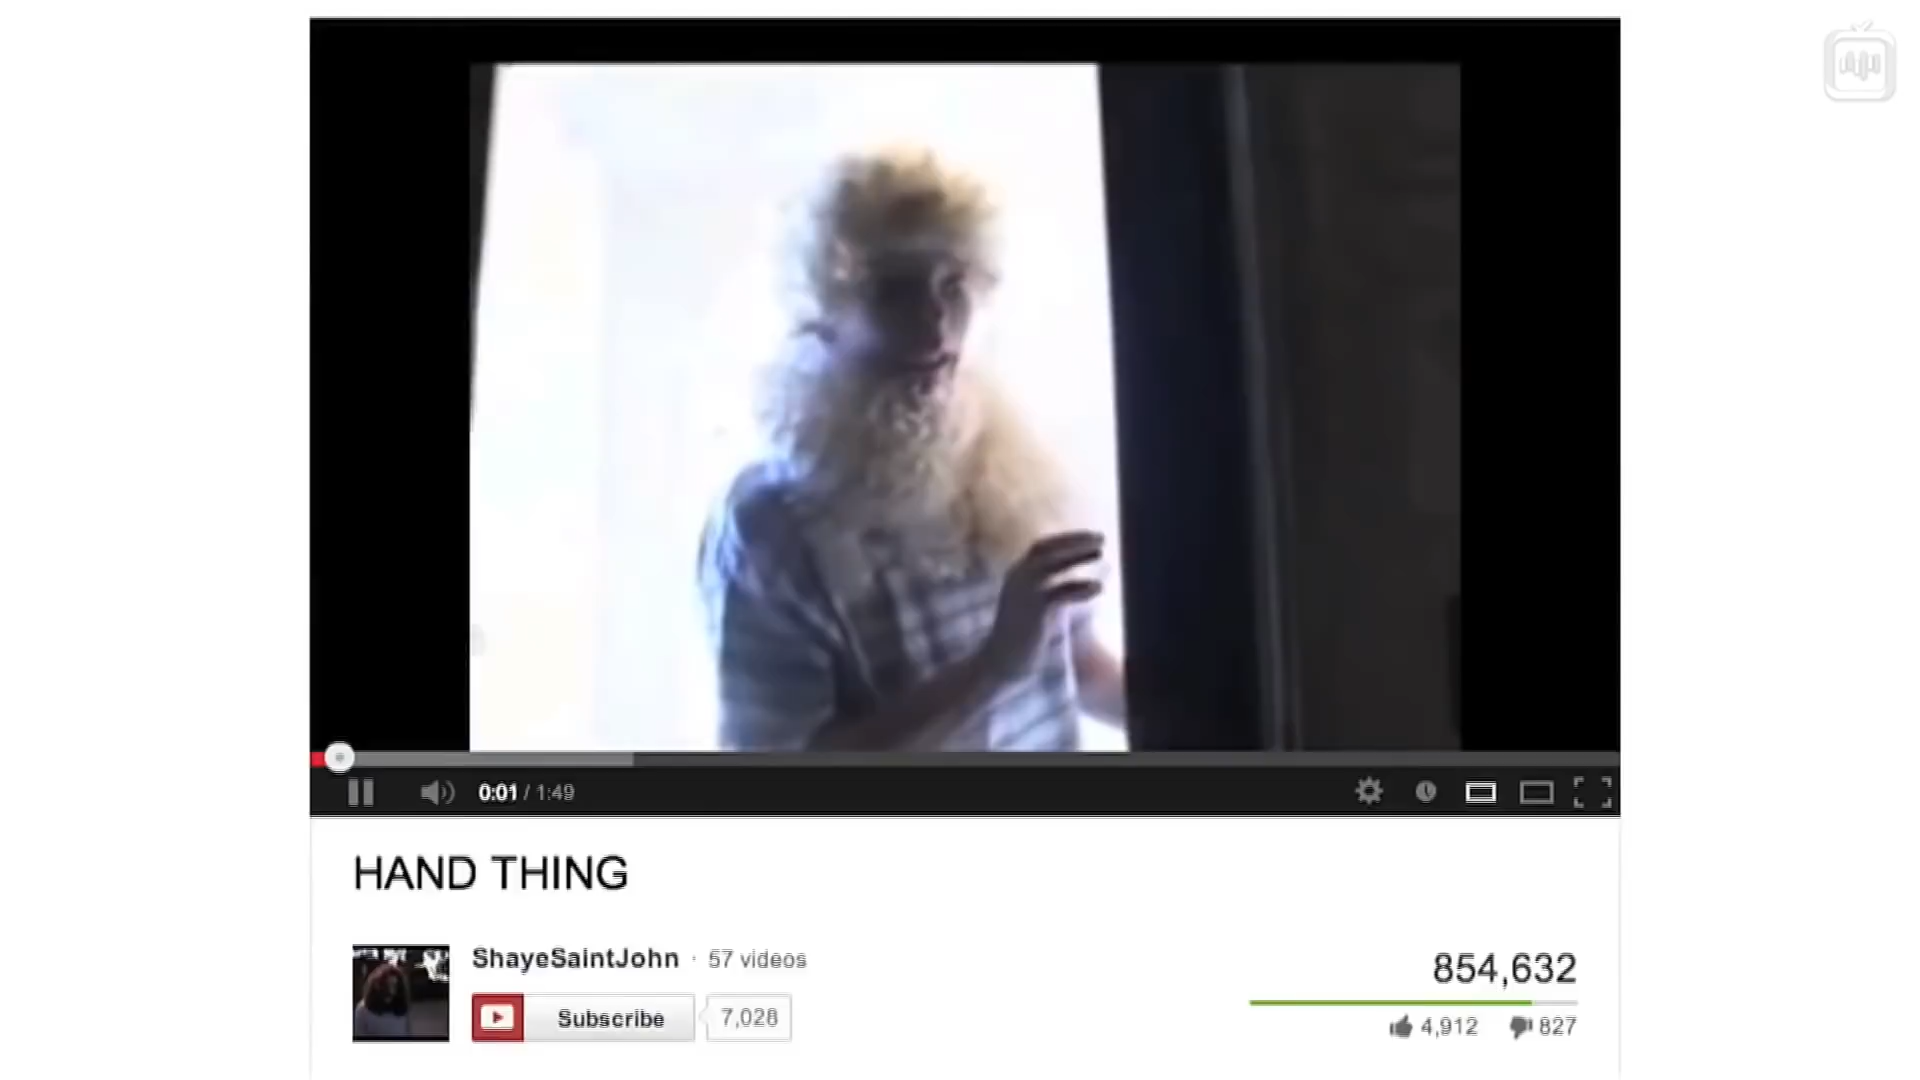 0:01 / 1:49
HAND THING
ShayeSaintJohn · 57 videos
Subscribe 7,028
854,632
4,912 827